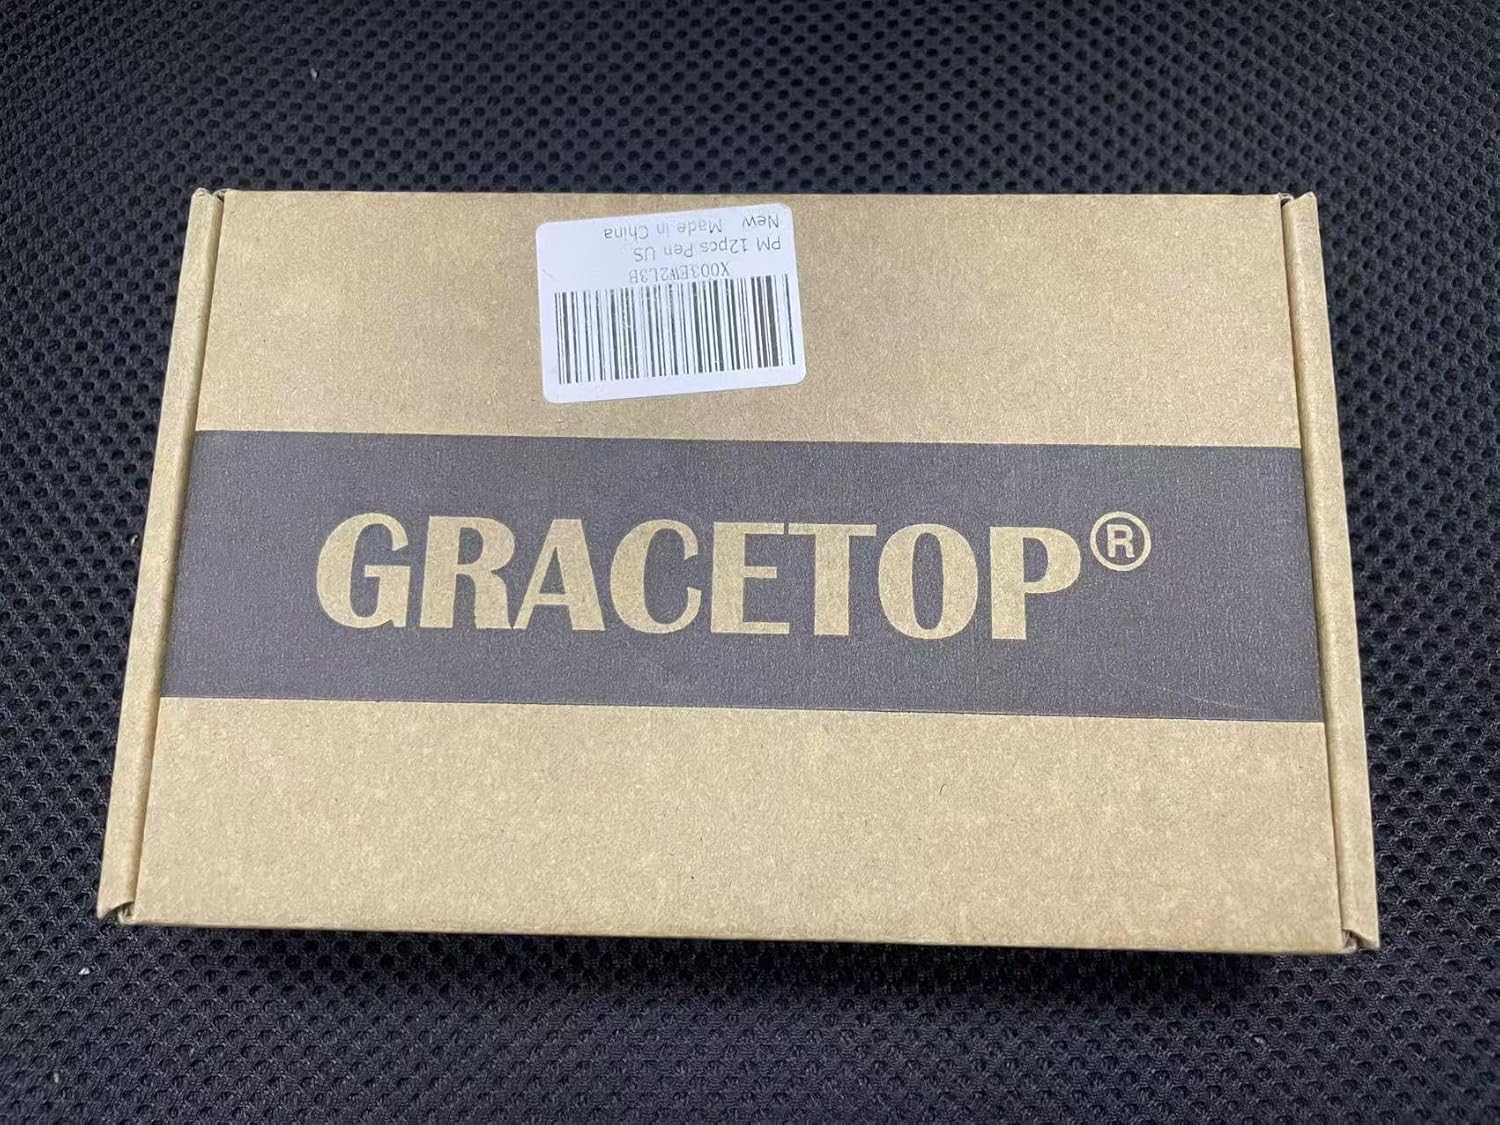 X003EW2L3B
PM 12pcs Pen US
New Made in China
GRACETOP®